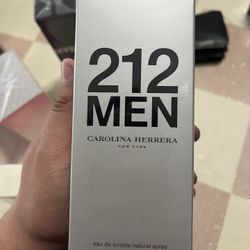 212
MEN
CAROLINA HERRERA
NEW YORK
eau de toilette natural spray